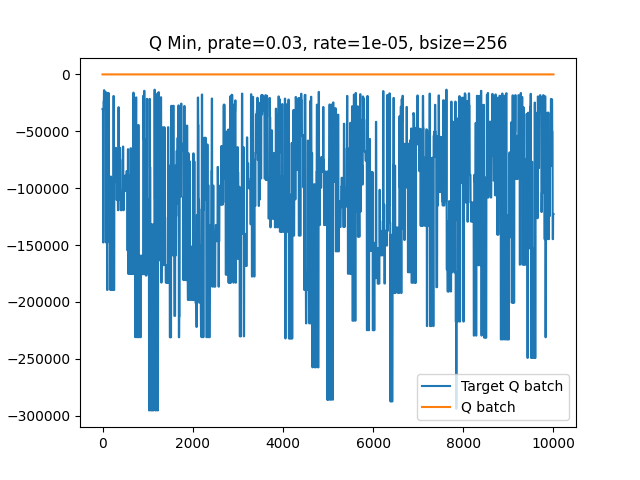 Q Min, prate=0.03, rate=1e-05, bsize=256
0
−50000
−100000
−150000
−200000
−250000
−300000
Target Q batch
Q batch
0 2000 4000 6000 8000 10000